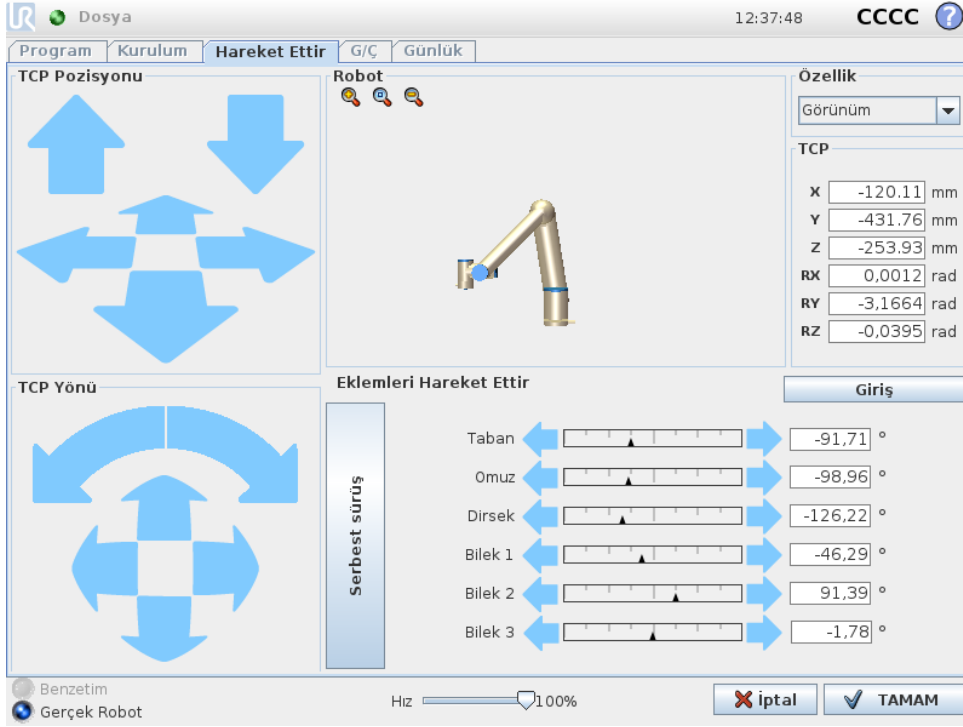 UR Dosya 12:37:48 CCCC ?
Program Kurulum Hareket Ettir G/Ç Günlük
TCP Pozisyonu
Robot
Özellik
Görünüm
TCP
X -120.11 mm
Y -431.76 mm
Z -253.93 mm
RX 0,0012 rad
RY -3,1664 rad
RZ -0,0395 rad
TCP Yönü
Eklemleri Hareket Ettir
Giriş
Serbest sürüş
Taban -91,71 °
Omuz -98,96 °
Dirsek -126,22 °
Bilek 1 -46,29 °
Bilek 2 91,39 °
Bilek 3 -1,78 °
Benzetim
Gerçek Robot
Hız 100%
İptal
TAMAM